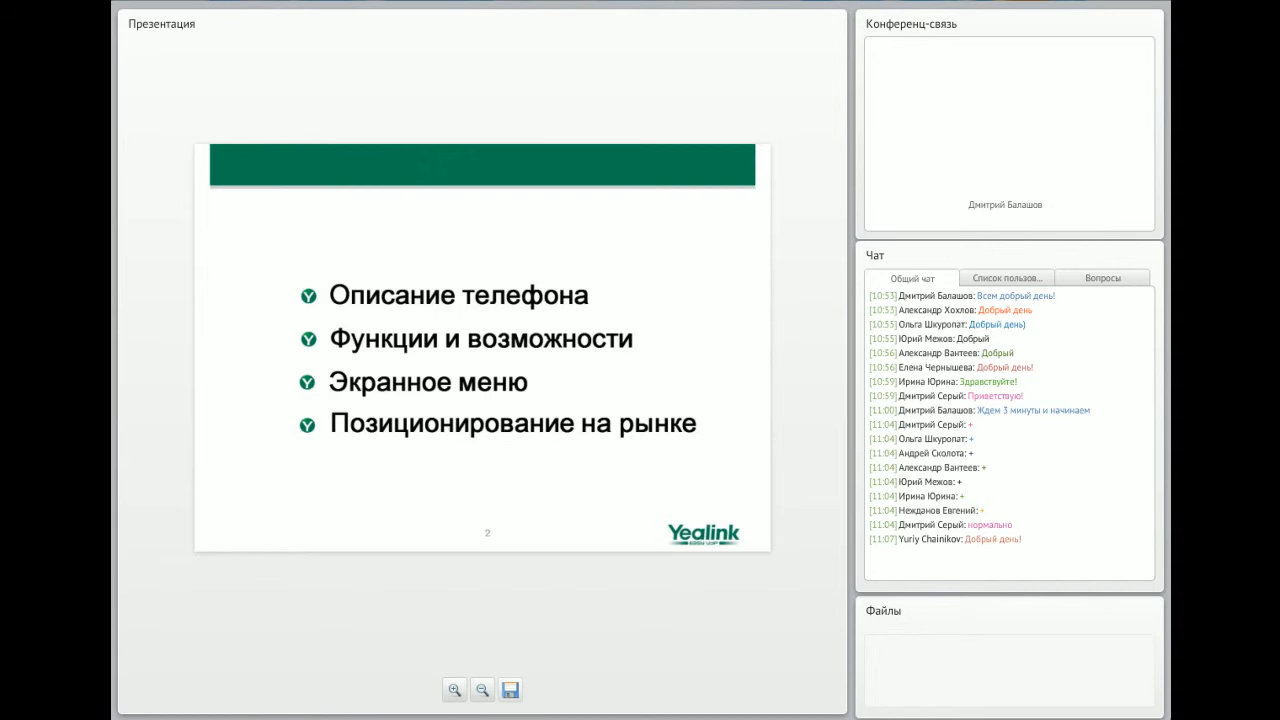 Презентация
Описание телефона
Функции и возможности
Экранное меню
Позиционирование на рынке
2
Yealink
Easy VoIP
Конференц-связь
Дмитрий Балашов
Чат
Общий чат
Список пользов...
Вопросы
[10:53] Дмитрий Балашов: Всем добрый день!
[10:53] Александр Хохлов: Добрый день
[10:55] Ольга Шкуропат: Добрый день)
[10:55] Юрий Межов: Добрый
[10:56] Александр Вантеев: Добрый
[10:56] Елена Чернышева: Добрый день!
[10:59] Ирина Юрина: Здравствуйте!
[10:59] Дмитрий Серый: Приветствую!
[11:00] Дмитрий Балашов: Ждем 3 минуты и начинаем
[11:04] Дмитрий Серый: +
[11:04] Ольга Шкуропат: +
[11:04] Андрей Сколота: +
[11:04] Александр Вантеев: +
[11:04] Юрий Межов: +
[11:04] Ирина Юрина: +
[11:04] Нежданов Евгений: +
[11:04] Дмитрий Серый: нормально
[11:07] Yuriy Chainikov: Добрый день!
Файлы